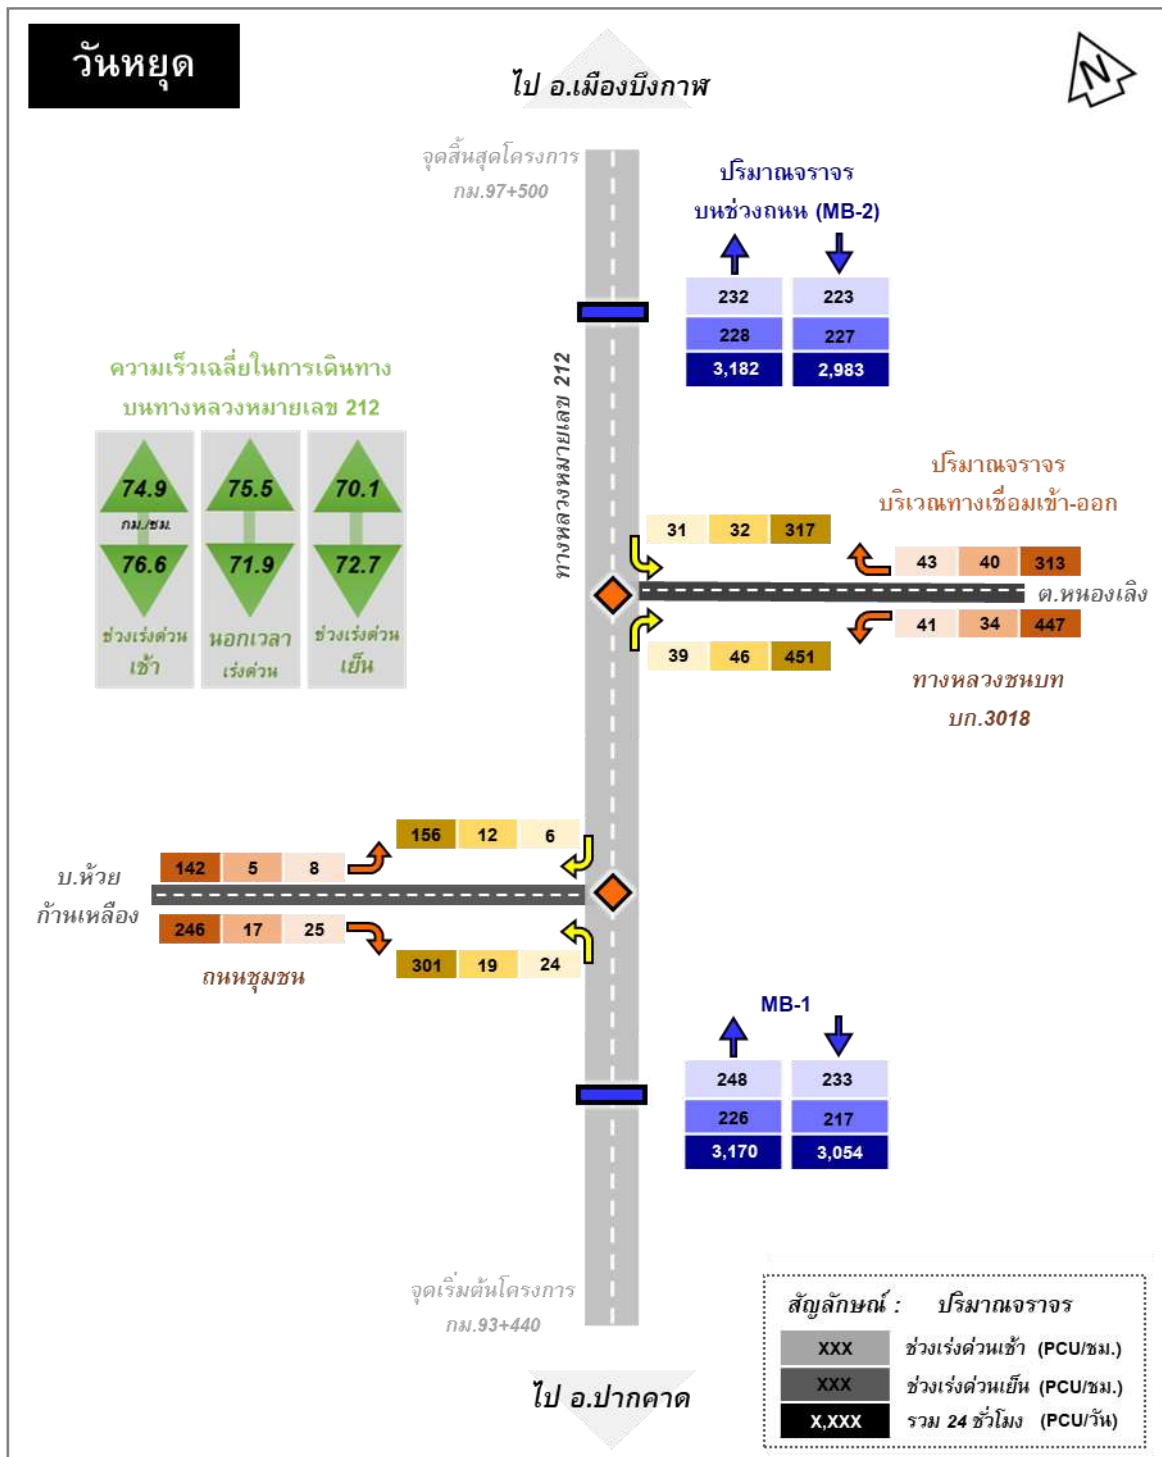 วันหยุด
ไป อ.เมืองบึงกาฬ
N
จุดสิ้นสุดโครงการ
กม.97+500
ปริมาณจราจร
บนช่วงถนน (MB-2)
232 223
228 227
3,182 2,983
ทางหลวงหมายเลข 212
ความเร็วเฉลี่ยในการเดินทาง
บนทางหลวงหมายเลข 212
74.9 75.5 70.1
กม./ชม.
76.6 71.9 72.7
ช่วงเร่งด่วน นอกเวลา ช่วงเร่งด่วน
เช้า เร่งด่วน เย็น
ปริมาณจราจร
บริเวณทางเชื่อมเข้า-ออก
31 32 317
43 40 313
ต.หนองเลิง
41 34 447
39 46 451
ทางหลวงชนบท
บก.3018
156 12 6
142 5 8
บ.ห้วย
ก้านเหลือง
246 17 25
301 19 24
ถนนชุมชน
MB-1
248 233
226 217
3,170 3,054
จุดเริ่มต้นโครงการ
กม.93+440
ไป อ.ปากคาด
สัญลักษณ์ : ปริมาณจราจร
XXX ช่วงเร่งด่วนเช้า (PCU/ชม.)
XXX ช่วงเร่งด่วนเย็น (PCU/ชม.)
X,XXX รวม 24 ชั่วโมง (PCU/วัน)